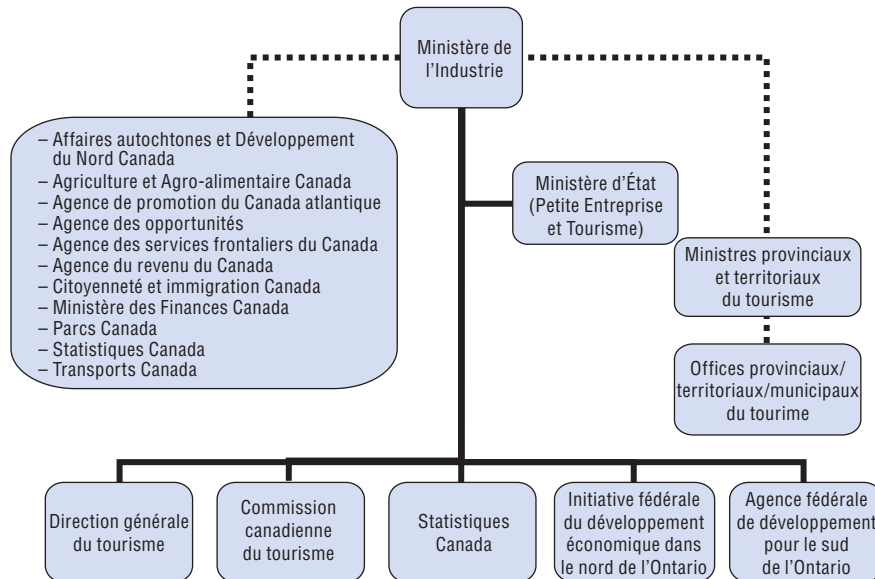 Ministère de
l'Industrie
– Affaires autochtones et Développement
du Nord Canada
– Agriculture et Agro-alimentaire Canada
– Agence de promotion du Canada atlantique
– Agence des opportunités
– Agence des services frontaliers du Canada
– Agence du revenu du Canada
– Citoyenneté et immigration Canada
– Ministère des Finances Canada
– Parcs Canada
– Statistiques Canada
– Transports Canada
Ministère d'État
(Petite Entreprise
et Tourisme)
Ministres provinciaux
et territoriaux
du tourisme
Offices provinciaux/
territoriaux/municipaux
du tourime
Direction générale
du tourisme
Commission
canadienne
du tourisme
Statistiques
Canada
Initiative fédérale
du développement
économique dans
le nord de l'Ontario
Agence fédérale
de développement
pour le sud
de l'Ontario